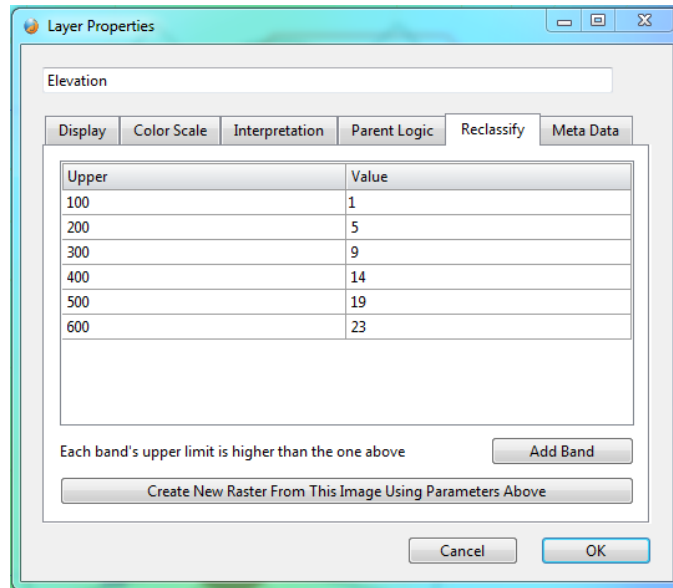 Layer Properties
Elevation
Display Color Scale Interpretation Parent Logic Reclassify Meta Data
Upper Value
100 1
200 5
300 9
400 14
500 19
600 23
Each band's upper limit is higher than the one above Add Band
Create New Raster From This Image Using Parameters Above
Cancel OK